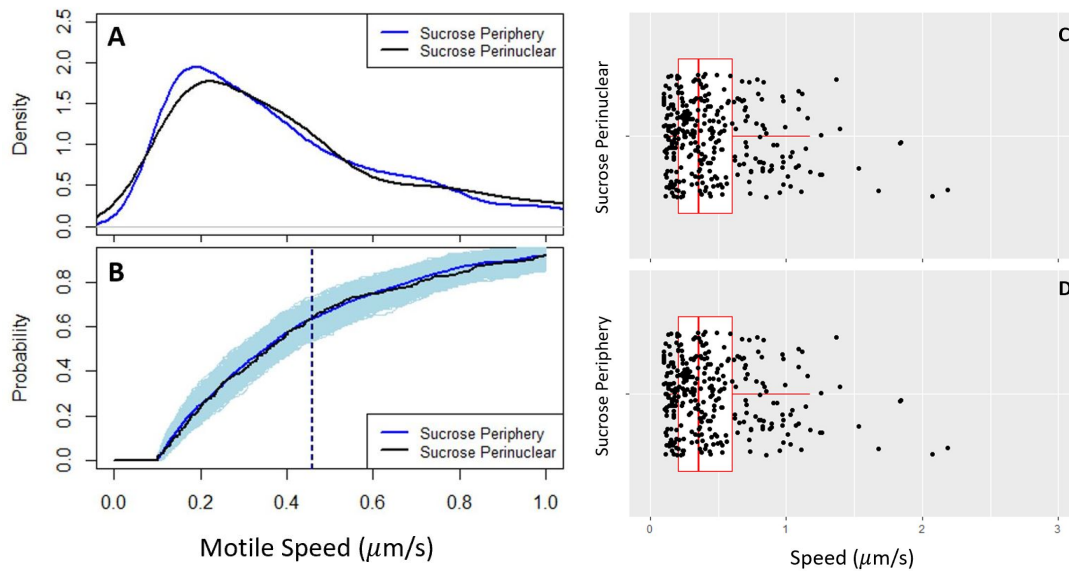 A
Sucrose Periphery
Sucrose Perinuclear
Density
0.0 0.5 1.0 1.5 2.0 2.5
B
Sucrose Periphery
Sucrose Perinuclear
Probability
0.0 0.2 0.4 0.6 0.8
0.0 0.2 0.4 0.6 0.8 1.0
Motile Speed (μm/s)
C
Sucrose Perinuclear
D
Sucrose Periphery
0 1 2 3
Speed (μm/s)